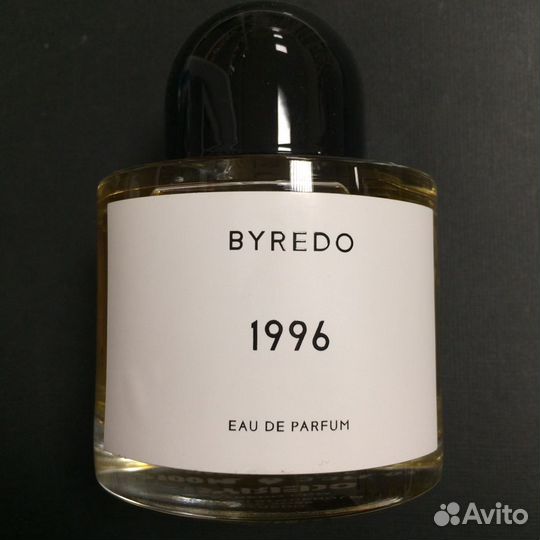 BYREDO
1996
EAU DE PARFUM
Avito